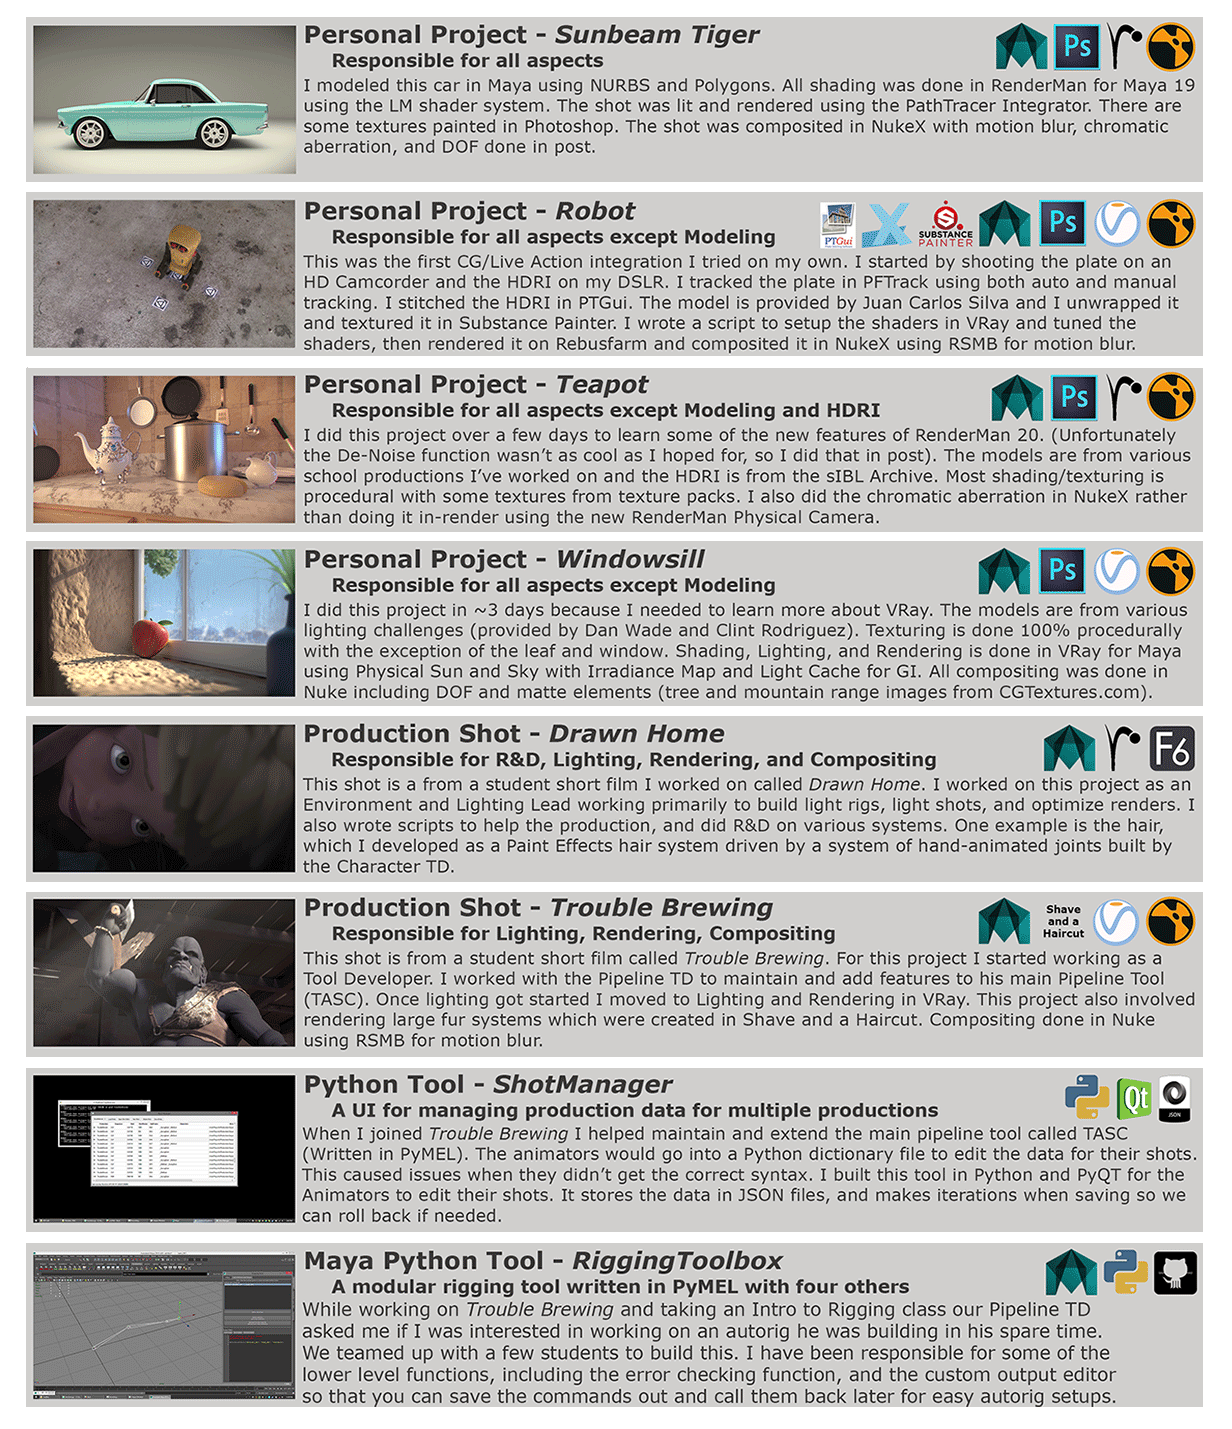 Personal Project - Sunbeam Tiger
Responsible for all aspects
Ps
I modeled this car in Maya using NURBS and Polygons. All shading was done in RenderMan for Maya 19
using the LM shader system. The shot was lit and rendered using the PathTracer Integrator. There are
some textures painted in Photoshop. The shot was composited in NukeX with motion blur, chromatic
aberration, and DOF done in post.
Personal Project - Robot
Responsible for all aspects except Modeling
PTGui
SUBSTANCE
PAINTER
Ps
This was the first CG/Live Action integration I tried on my own. I started by shooting the plate on an
HD Camcorder and the HDRI on my DSLR. I tracked the plate in PFTrack using both auto and manual
tracking. I stitched the HDRI in PTGui. The model is provided by Juan Carlos Silva and I unwrapped it
and textured it in Substance Painter. I wrote a script to setup the shaders in VRay and tuned the
shaders, then rendered it on Rebusfarm and composited it in NukeX using RSMB for motion blur.
Personal Project - Teapot
Responsible for all aspects except Modeling and HDRI
Ps
I did this project over a few days to learn some of the new features of RenderMan 20. (Unfortunately
the De-Noise function wasn't as cool as I hoped for, so I did that in post). The models are from various
school productions I've worked on and the HDRI is from the sIBL Archive. Most shading/texturing is
procedural with some textures from texture packs. I also did the chromatic aberration in NukeX rather
than doing it in-render using the new RenderMan Physical Camera.
Personal Project - Windowsill
Responsible for all aspects except Modeling
Ps
I did this project in ~3 days because I needed to learn more about VRay. The models are from various
lighting challenges (provided by Dan Wade and Clint Rodriguez). Texturing is done 100% procedurally
with the exception of the leaf and window. Shading, Lighting, and Rendering is done in VRay for Maya
using Physical Sun and Sky with Irradiance Map and Light Cache for GI. All compositing was done in
Nuke including DOF and matte elements (tree and mountain range images from CGTextures.com).
Production Shot - Drawn Home
Responsible for R&D, Lighting, Rendering, and Compositing
F6
This shot is a from a student short film I worked on called Drawn Home. I worked on this project as an
Environment and Lighting Lead working primarily to build light rigs, light shots, and optimize renders. I
also wrote scripts to help the production, and did R&D on various systems. One example is the hair,
which I developed as a Paint Effects hair system driven by a system of hand-animated joints built by
the Character TD.
Production Shot - Trouble Brewing
Responsible for Lighting, Rendering, Compositing
Shave
and a
Haircut
This shot is from a student short film called Trouble Brewing. For this project I started working as a
Tool Developer. I worked with the Pipeline TD to maintain and add features to his main Pipeline Tool
(TASC). Once lighting got started I moved to Lighting and Rendering in VRay. This project also involved
rendering large fur systems which were created in Shave and a Haircut. Compositing done in Nuke
using RSMB for motion blur.
Python Tool - ShotManager
A UI for managing production data for multiple productions
Qt
JSON
When I joined Trouble Brewing I helped maintain and extend the main pipeline tool called TASC
(Written in PyMEL). The animators would go into a Python dictionary file to edit the data for their shots.
This caused issues when they didn't get the correct syntax. I built this tool in Python and PyQT for the
Animators to edit their shots. It stores the data in JSON files, and makes iterations when saving so we
can roll back if needed.
Maya Python Tool - RiggingToolbox
A modular rigging tool written in PyMEL with four others
While working on Trouble Brewing and taking an Intro to Rigging class our Pipeline TD
asked me if I was interested in working on an autorig he was building in his spare time.
We teamed up with a few students to build this. I have been responsible for some of the
lower level functions, including the error checking function, and the custom output editor
so that you can save the commands out and call them back later for easy autorig setups.